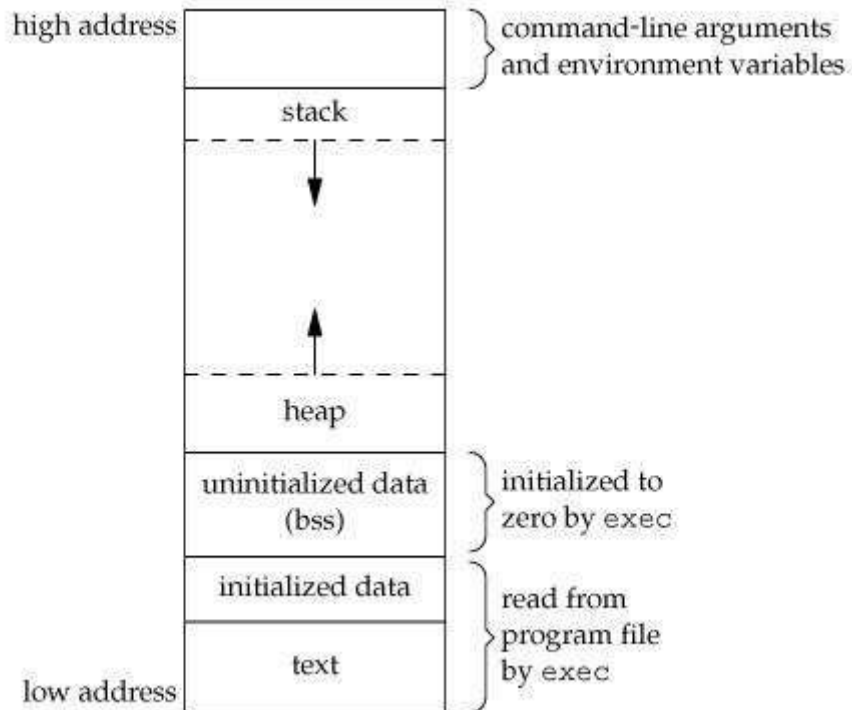 high address
command-line arguments
and environment variables
stack
heap
uninitialized data
(bss)
initialized to
zero by exec
initialized data
read from
program file
by exec
text
low address